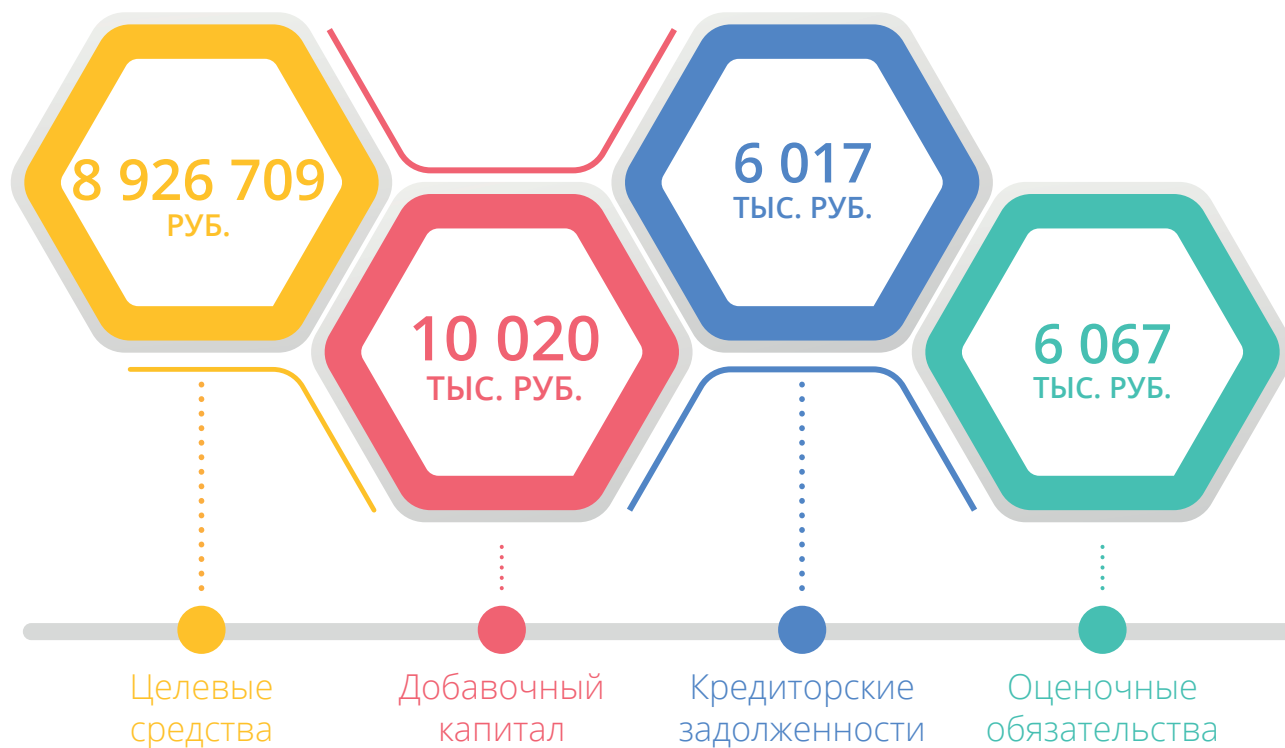 8 926 709
РУБ.
10 020
ТЫС. РУБ.
6 017
ТЫС. РУБ.
6 067
ТЫС. РУБ.
Целевые
средства
Добавочный
капитал
Кредиторские
задолженности
Оценочные
обязательства